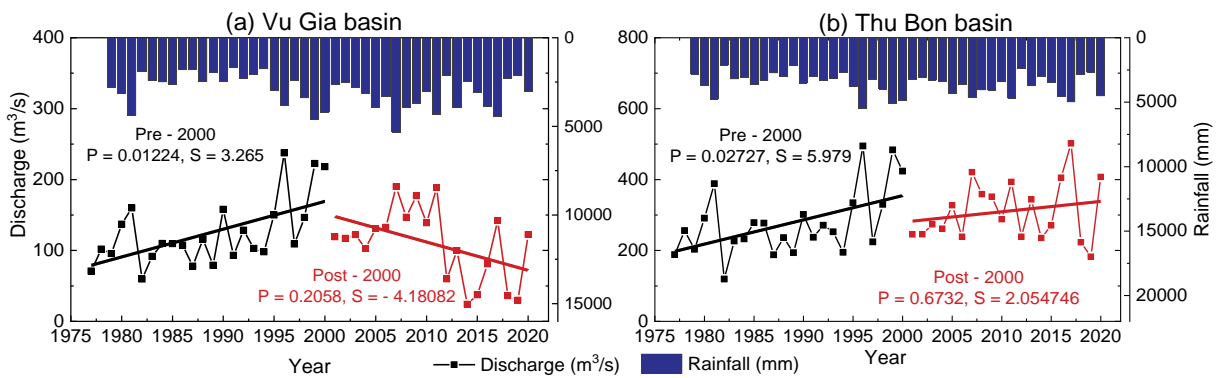 (a) Vu Gia basin
400
300
200
100
0
Discharge (m³/s)
0
5000
10000
15000
Pre - 2000
P = 0.01224, S = 3.265
Post - 2000
P = 0.2058, S = - 4.18082
1975 1980 1985 1990 1995 2000 2005 2010 2015 2020
Year
(b) Thu Bon basin
800
600
400
200
0
0
5000
10000
15000
20000
Rainfall (mm)
Pre - 2000
P = 0.02727, S = 5.979
Post - 2000
P = 0.6732, S = 2.054746
1975 1980 1985 1990 1995 2000 2005 2010 2015 2020
Year
Discharge (m³/s)
Rainfall (mm)